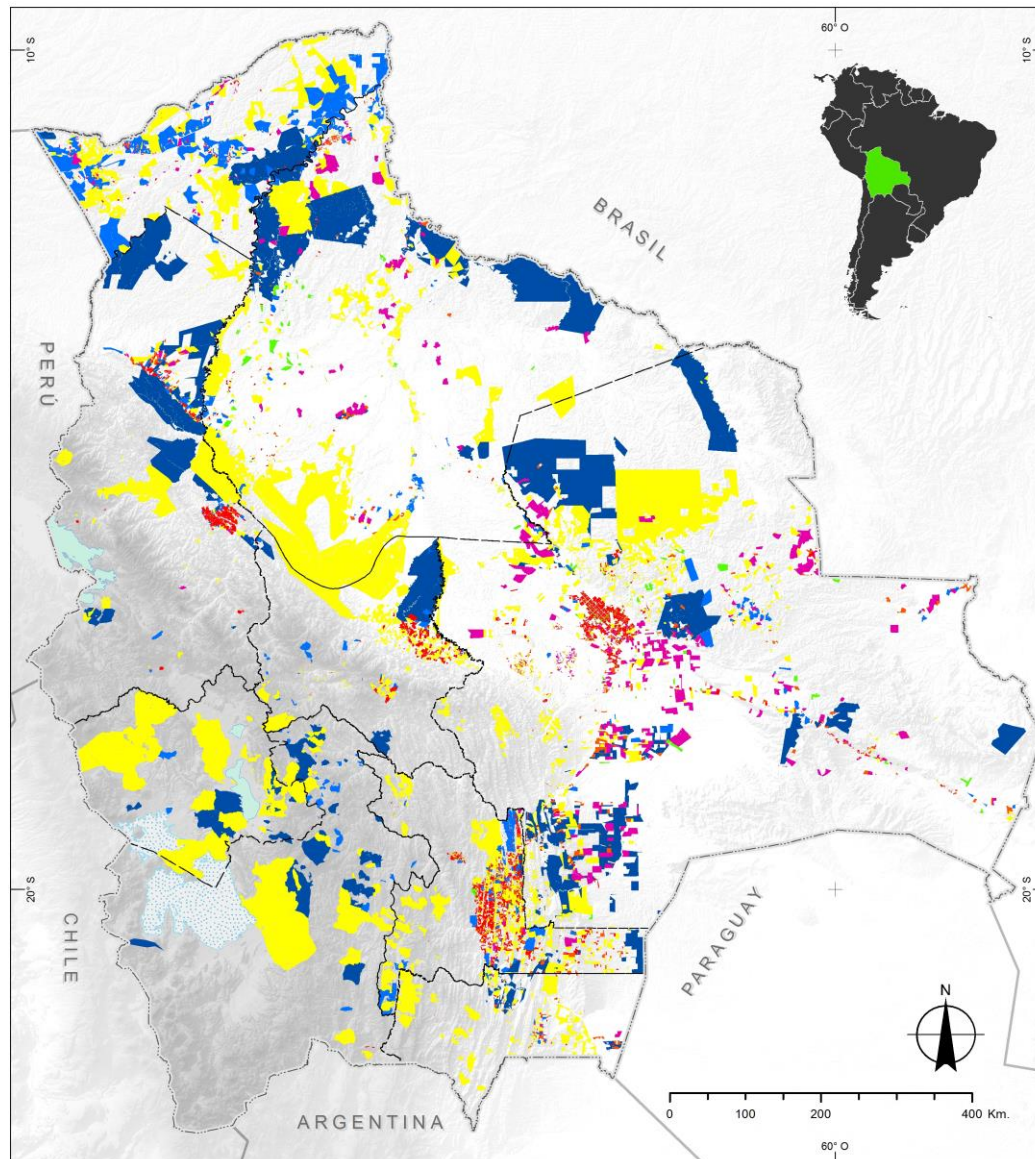 60° O
10° S
10° S
BRASIL
PERÚ
20° S
20° S
CHILE
PARAGUAY
N
ARGENTINA
0 100 200 400 Km.
60° O